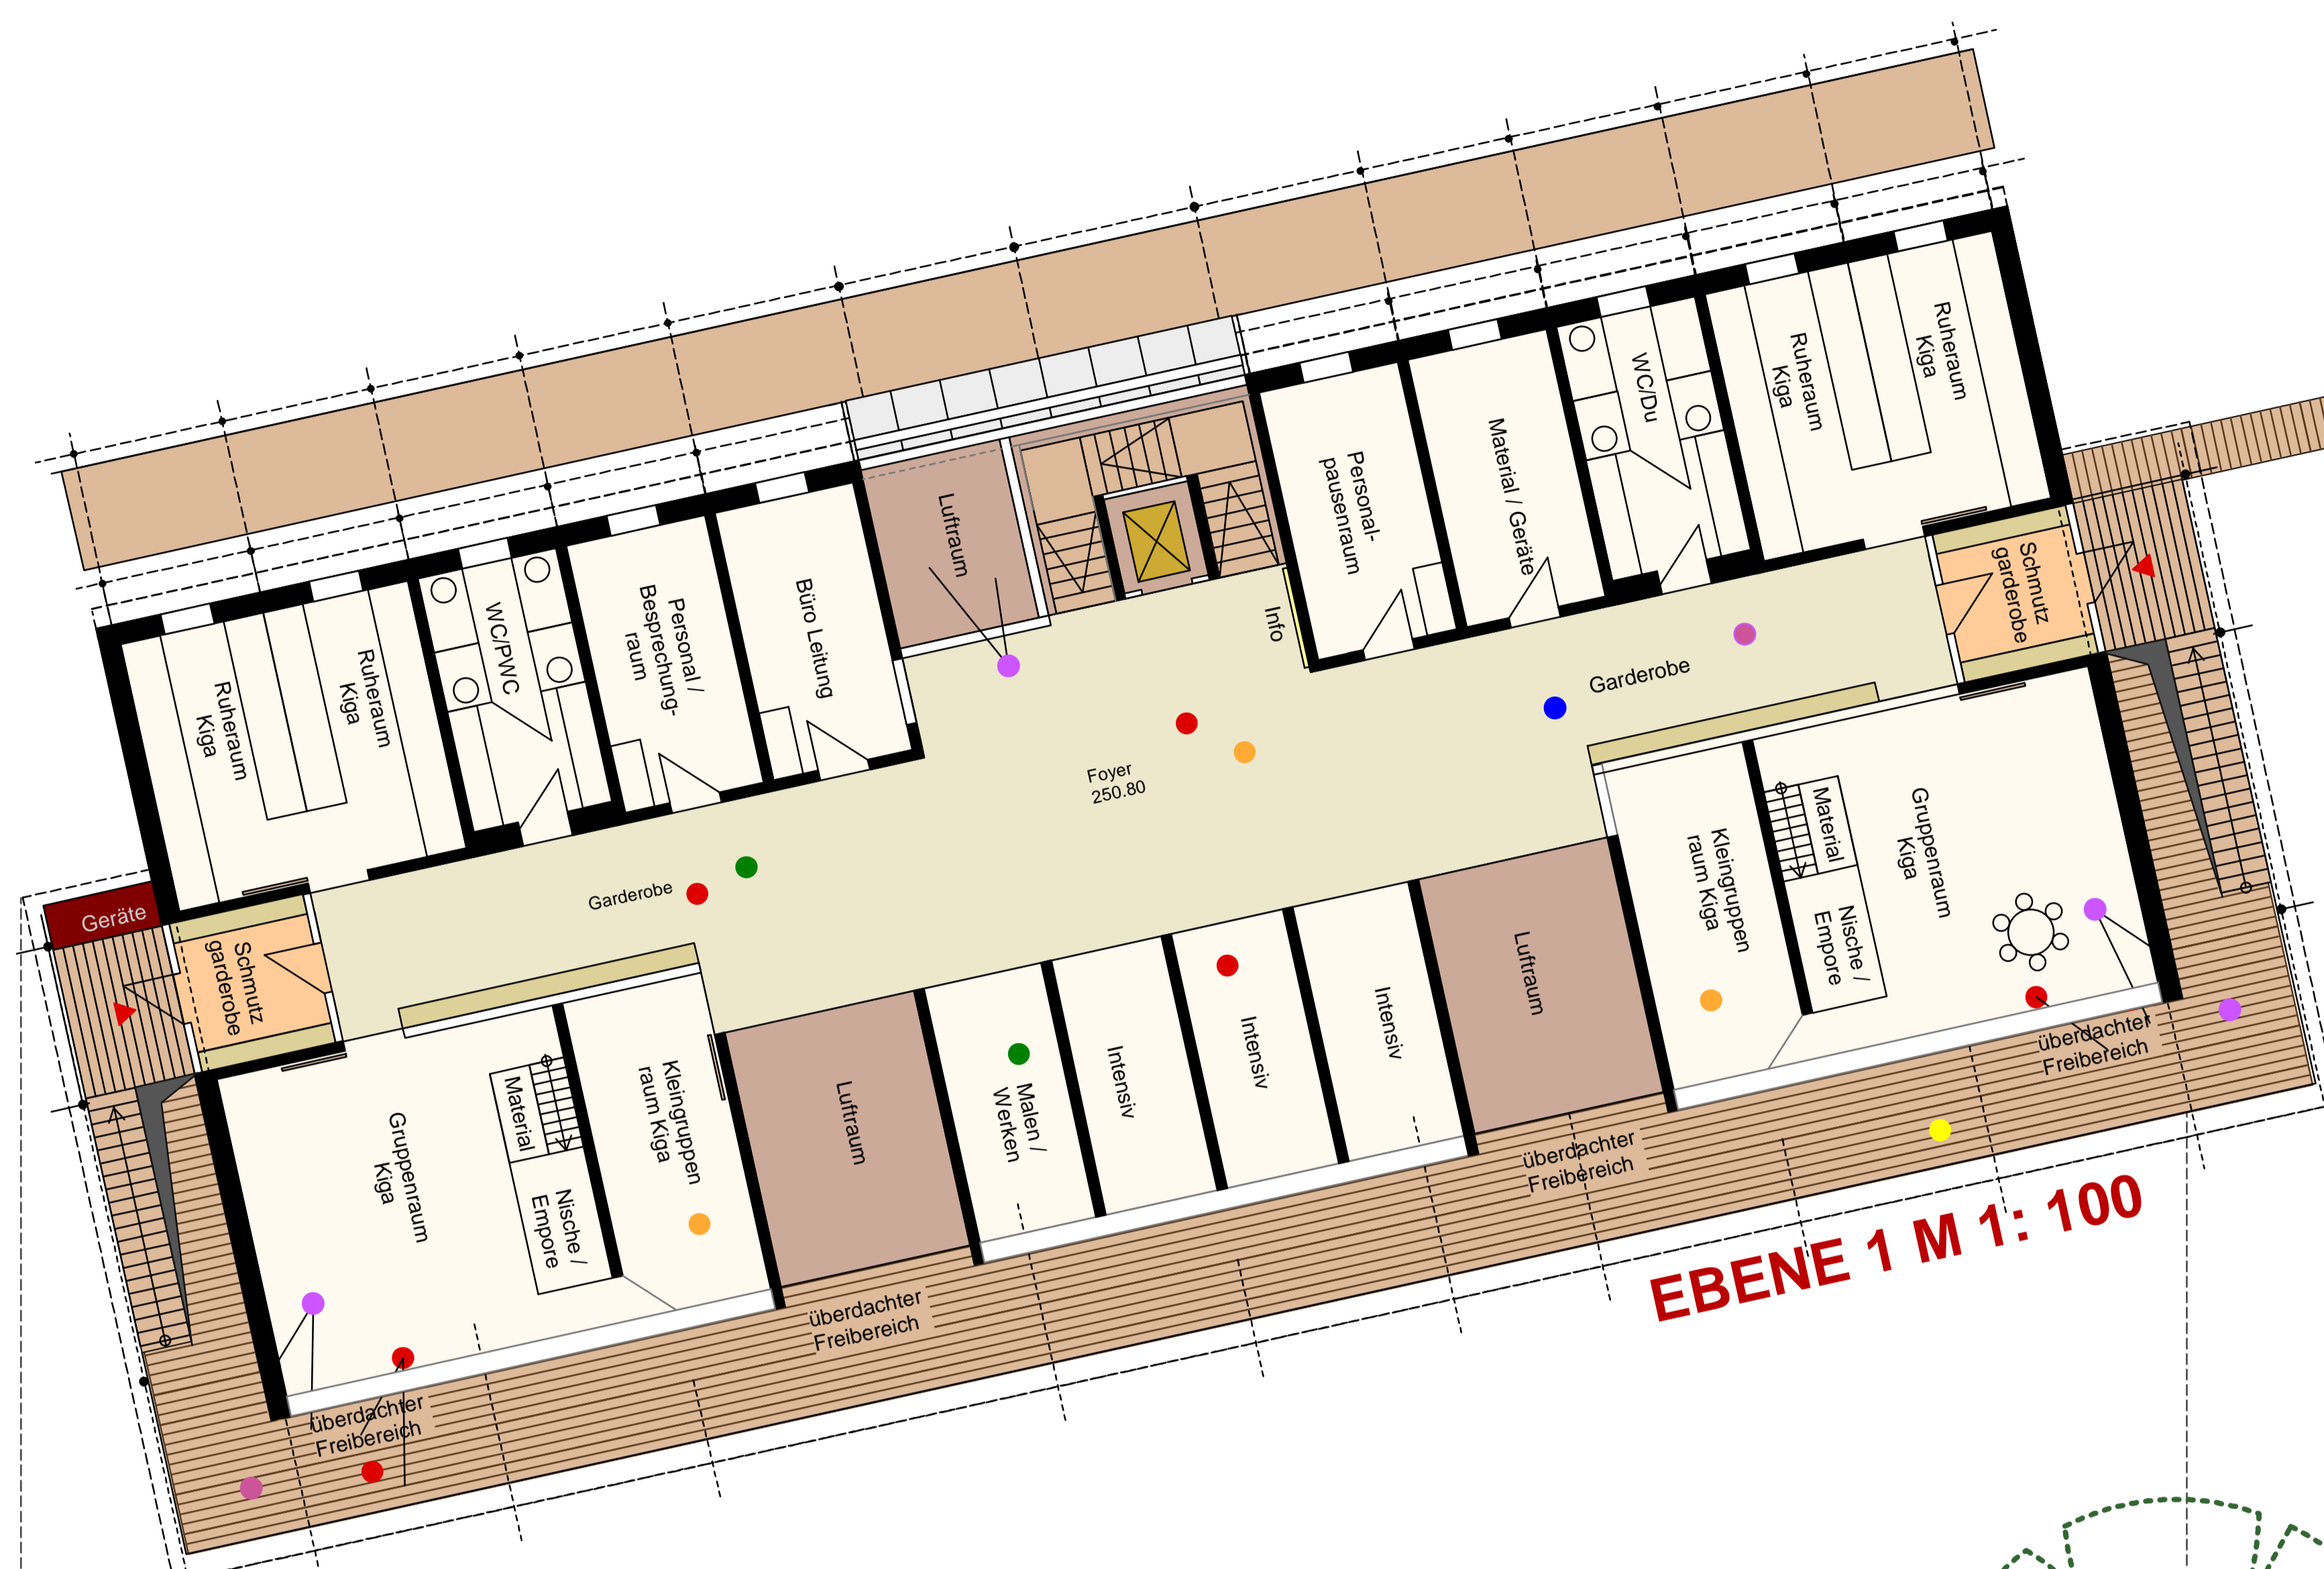 Ruheraum
Kiga
Ruheraum
Kiga
WC/PWC
Personal /
Besprechung-
raum
Büro Leitung
Luftraum
Info
Personal-
pausenraum
Material / Geräte
WC/Du
Ruheraum
Kiga
Ruheraum
Kiga
Schmutz
garderobe
Garderobe
Foyer
250.80
Garderobe
Geräte
Schmutz
garderobe
Gruppenraum
Kiga
Material
Nische /
Empore
Kleingruppen
raum Kiga
Luftraum
Malen /
Werken
Intensiv
Intensiv
Intensiv
Luftraum
Kleingruppen
raum Kiga
Material
Nische /
Empore
Gruppenraum
Kiga
überdachter
Freibereich
überdachter
Freibereich
überdachter
Freibereich
überdachter
Freibereich
EBENE 1 M 1: 100